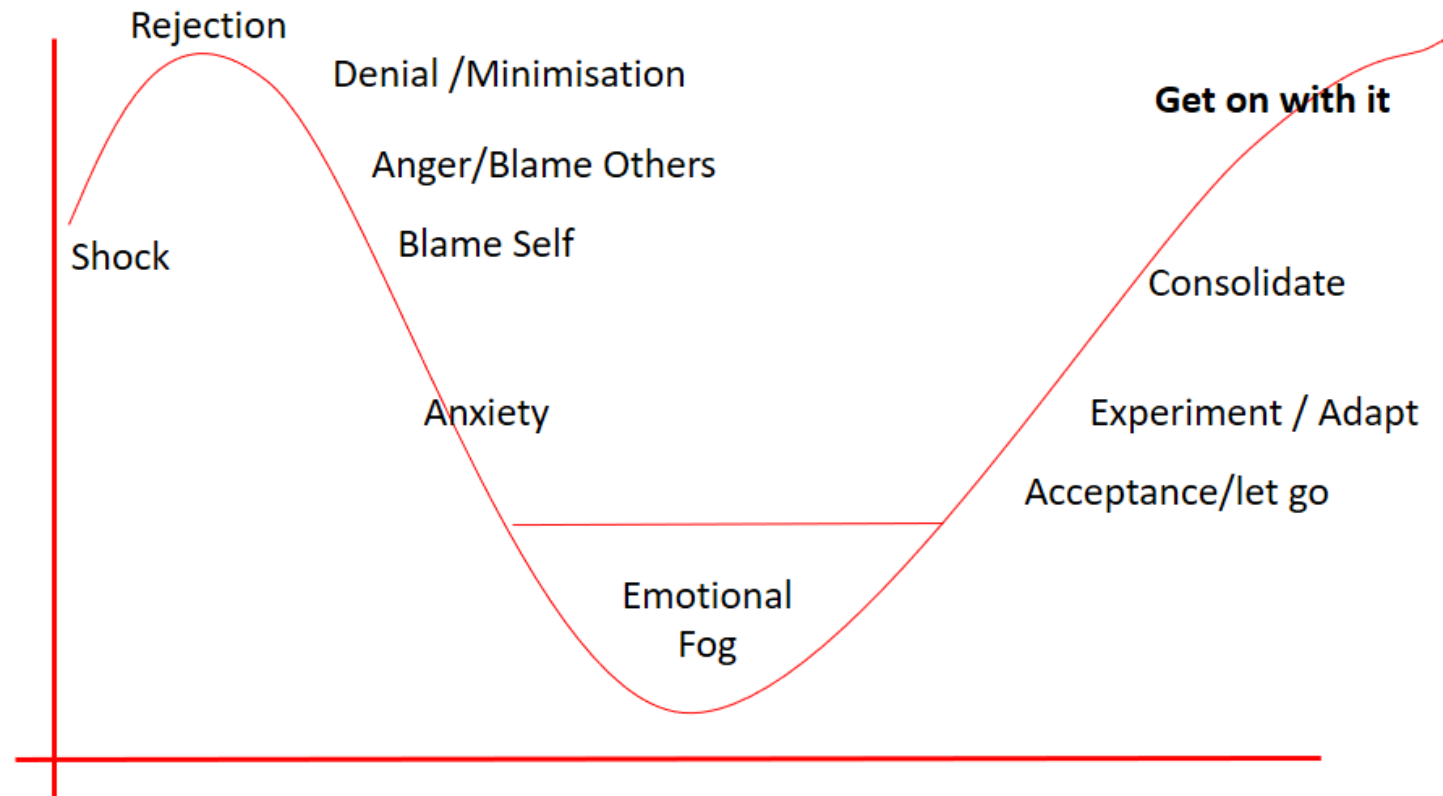 Rejection
Denial /Minimisation
Get on with it
Anger/Blame Others
Blame Self
Shock
Consolidate
Anxiety
Experiment / Adapt
Acceptance/let go
Emotional
Fog